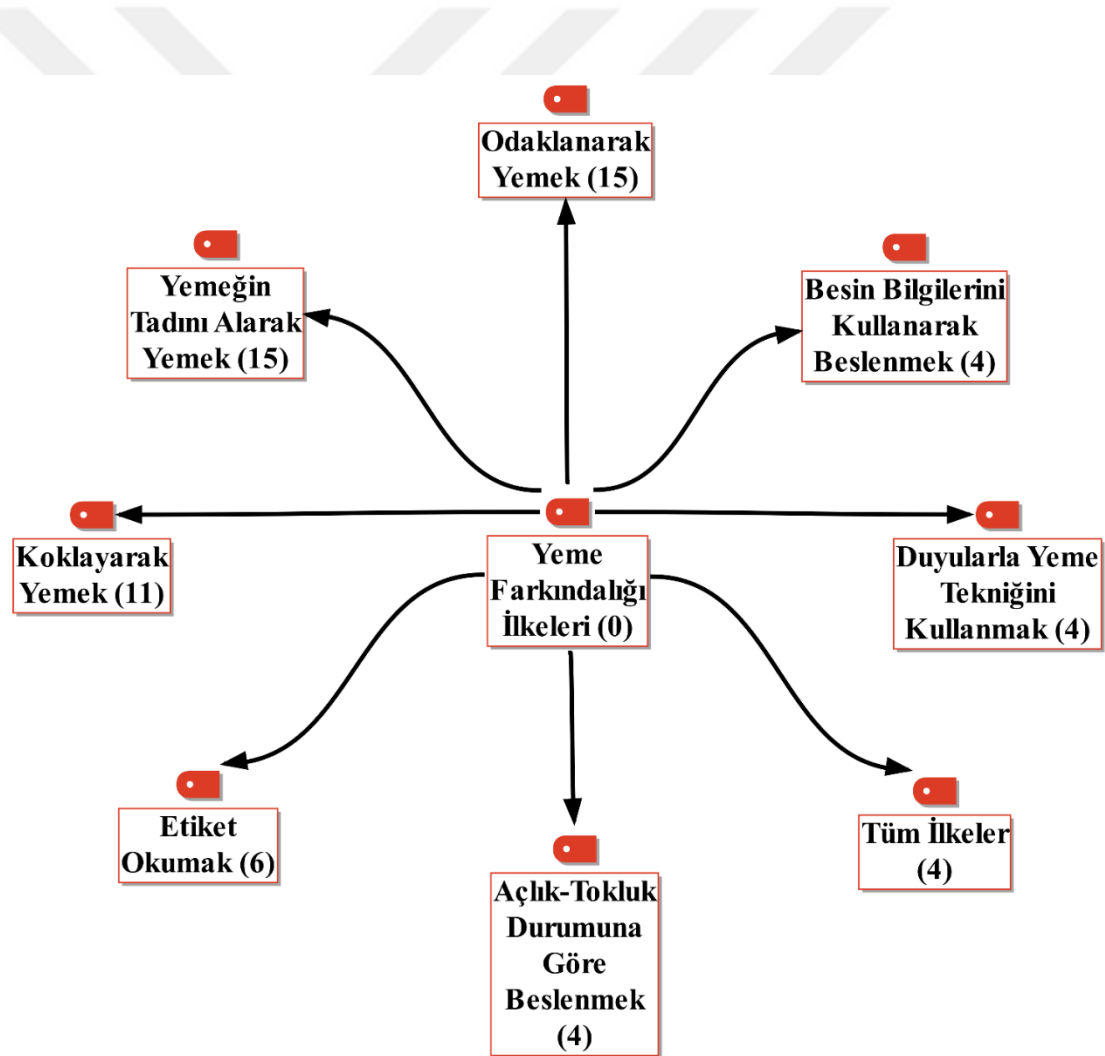 Odaklanarak
Yemek (15)
Yemeğin
Tadını Alarak
Yemek (15)
Besin Bilgilerini
Kullanarak
Beslenmek (4)
Koklayarak
Yemek (11)
Yeme
Farkındalığı
İlkeleri (0)
Duyularla Yeme
Tekniğini
Kullanmak (4)
Etiket
Okumak (6)
Açlık-Tokluk
Durumuna
Göre
Beslenmek
(4)
Tüm İlkeler
(4)